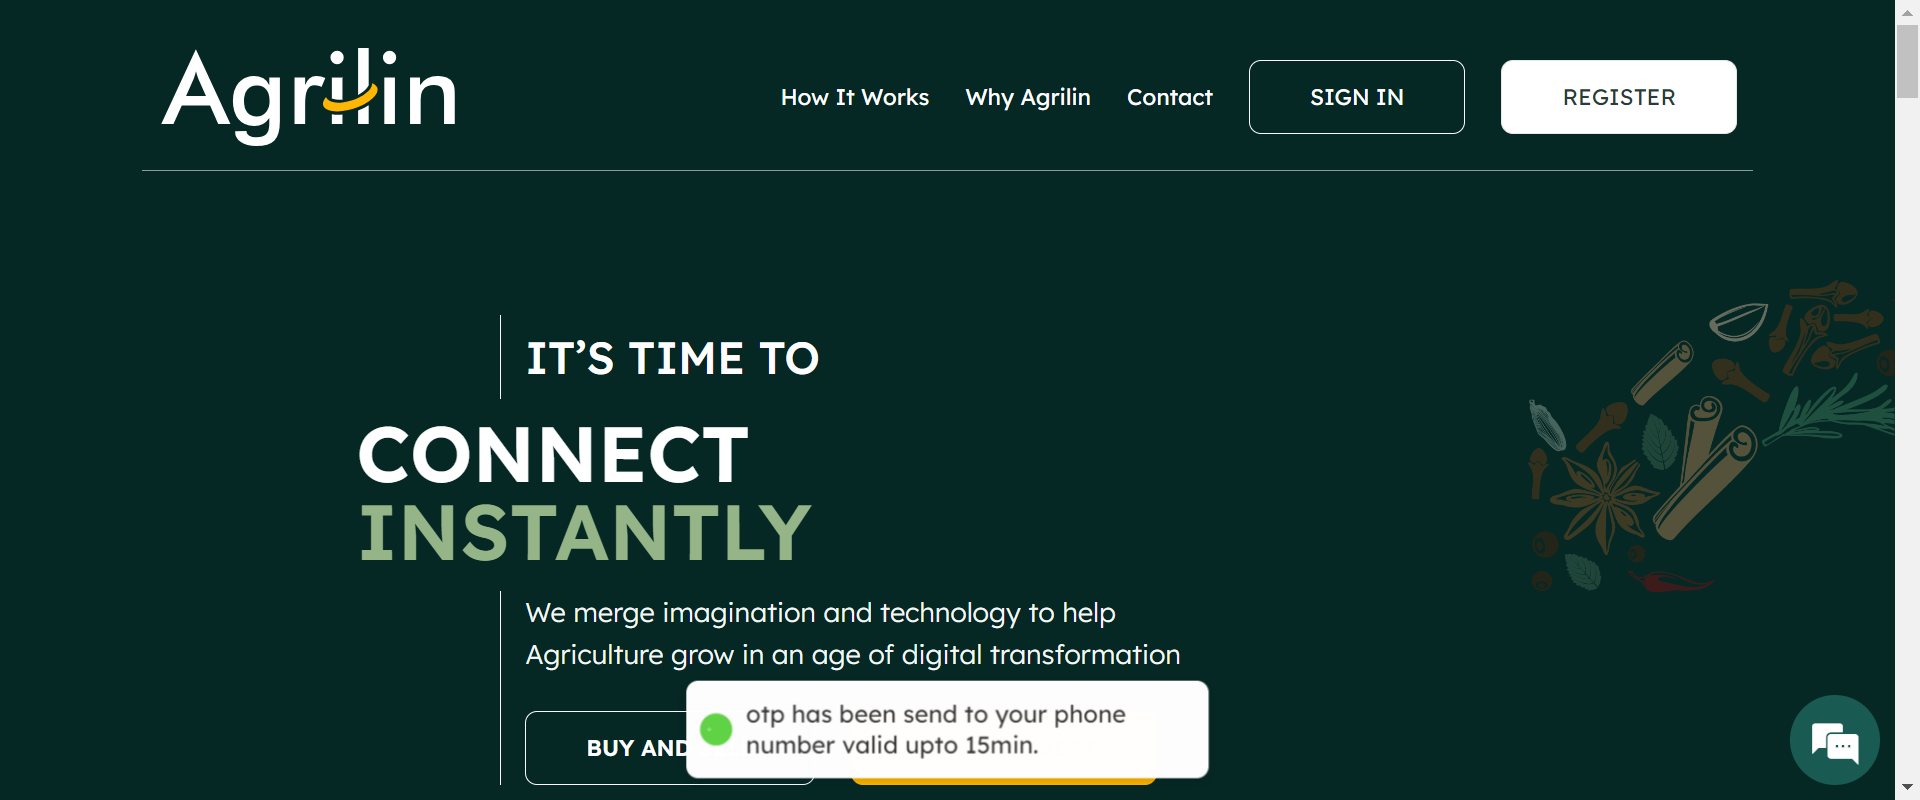 Agrilin
How It Works
Why Agrilin
Contact
SIGN IN
REGISTER
IT’S TIME TO
CONNECT
INSTANTLY
We merge imagination and technology to help
Agriculture grow in an age of digital transformation
BUY AND
otp has been send to your phone
number valid upto 15min.